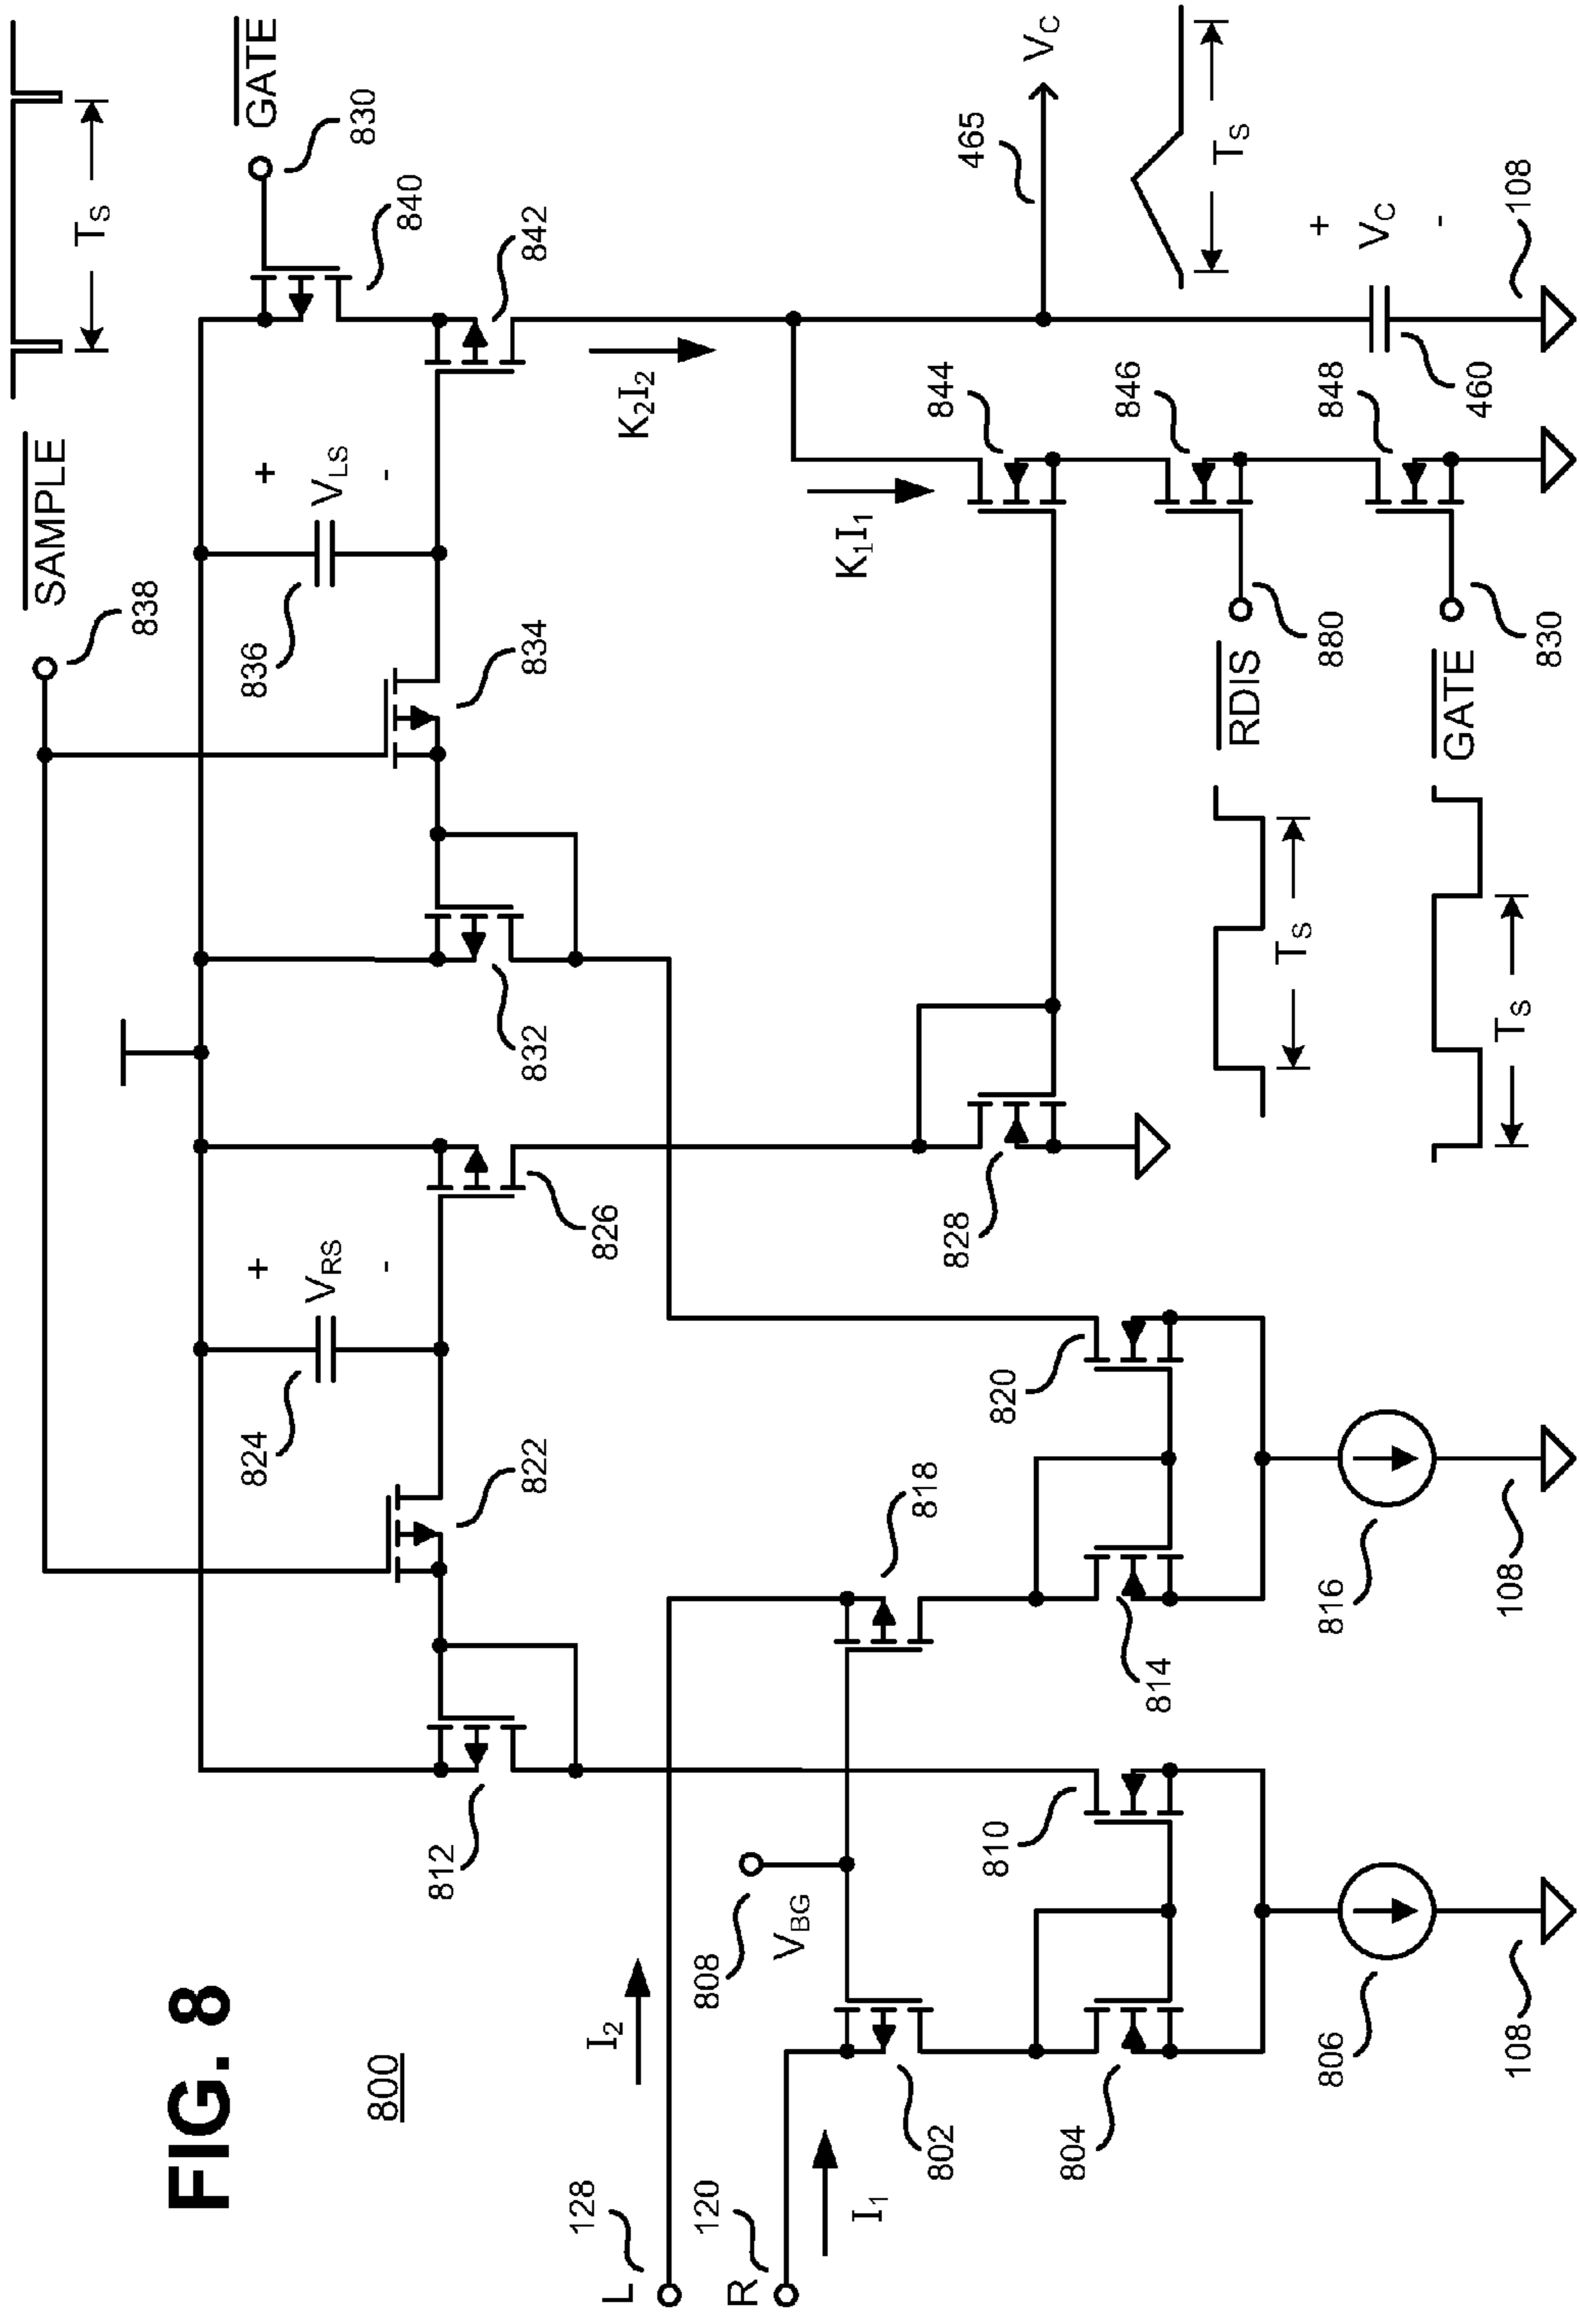 FIG. 8
800
SAMPLE
838
TS
GATE
830
840
842
836
+
VLS
-
834
832
K2I2
465
VC
TS
+
VC
-
460
108
K1I1
844
846
848
RDIS
880
TS
GATE
830
TS
824
+
VRS
-
822
826
828
812
820
818
814
816
108
810
808
VBG
802
804
806
108
I2
128
L
120
R
I1